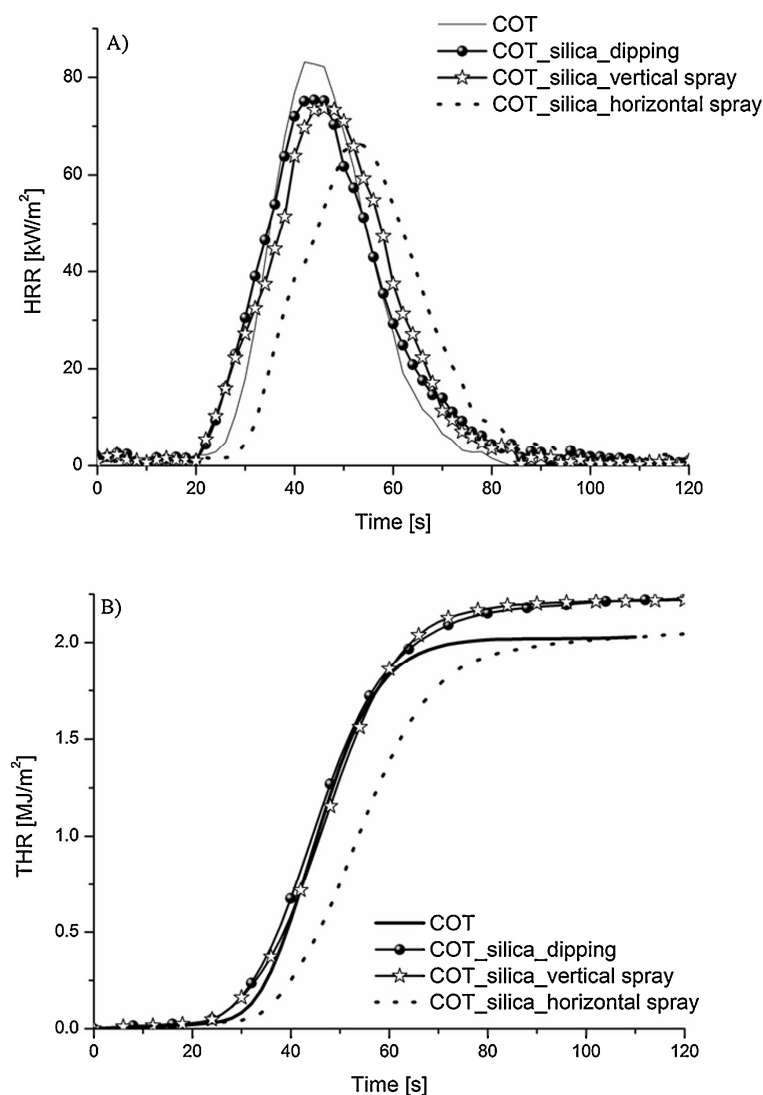 A)
COT
COT_silica_dipping
COT_silica_vertical spray
COT_silica_horizontal spray
80
60
40
20
0
HRR [kW/m²]
0 20 40 60 80 100 120
Time [s]
B)
2.0
1.5
1.0
0.5
0.0
THR [MJ/m²]
COT
COT_silica_dipping
COT_silica_vertical spray
COT_silica_horizontal spray
0 20 40 60 80 100 120
Time [s]